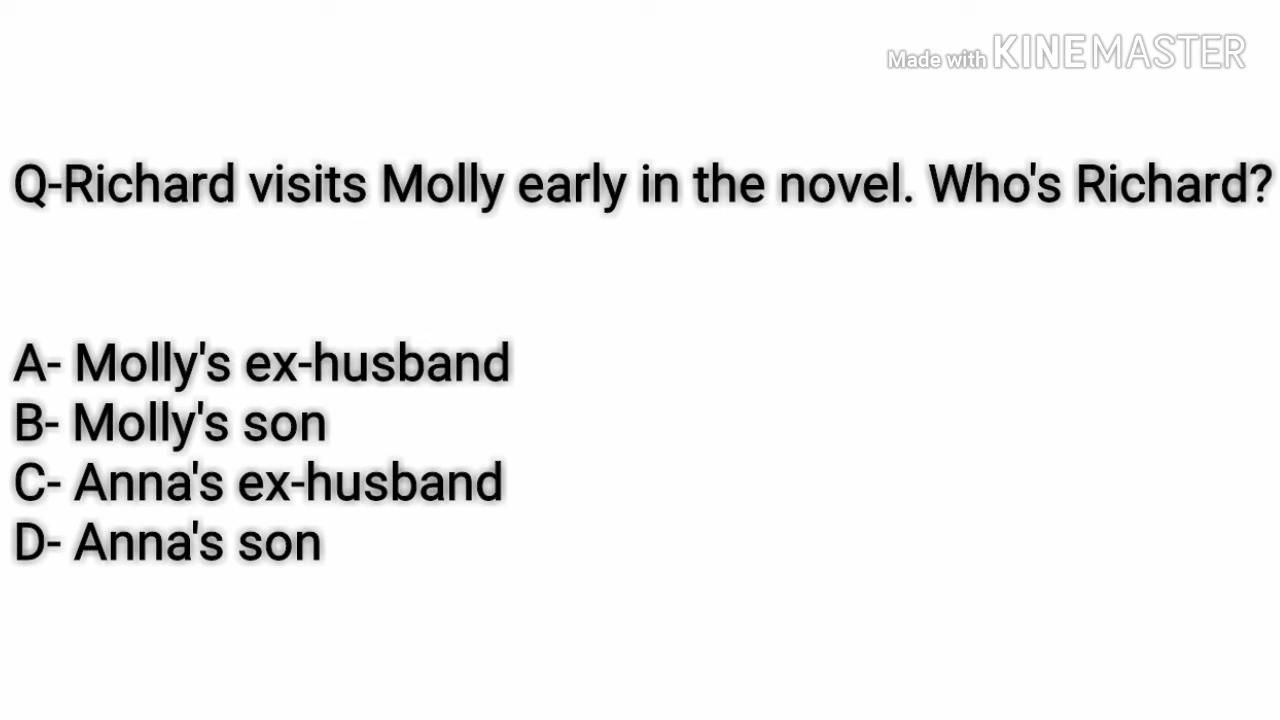 Made with KINEMASTER
Q-Richard visits Molly early in the novel. Who's Richard?
A- Molly's ex-husband
B- Molly's son
C- Anna's ex-husband
D- Anna's son